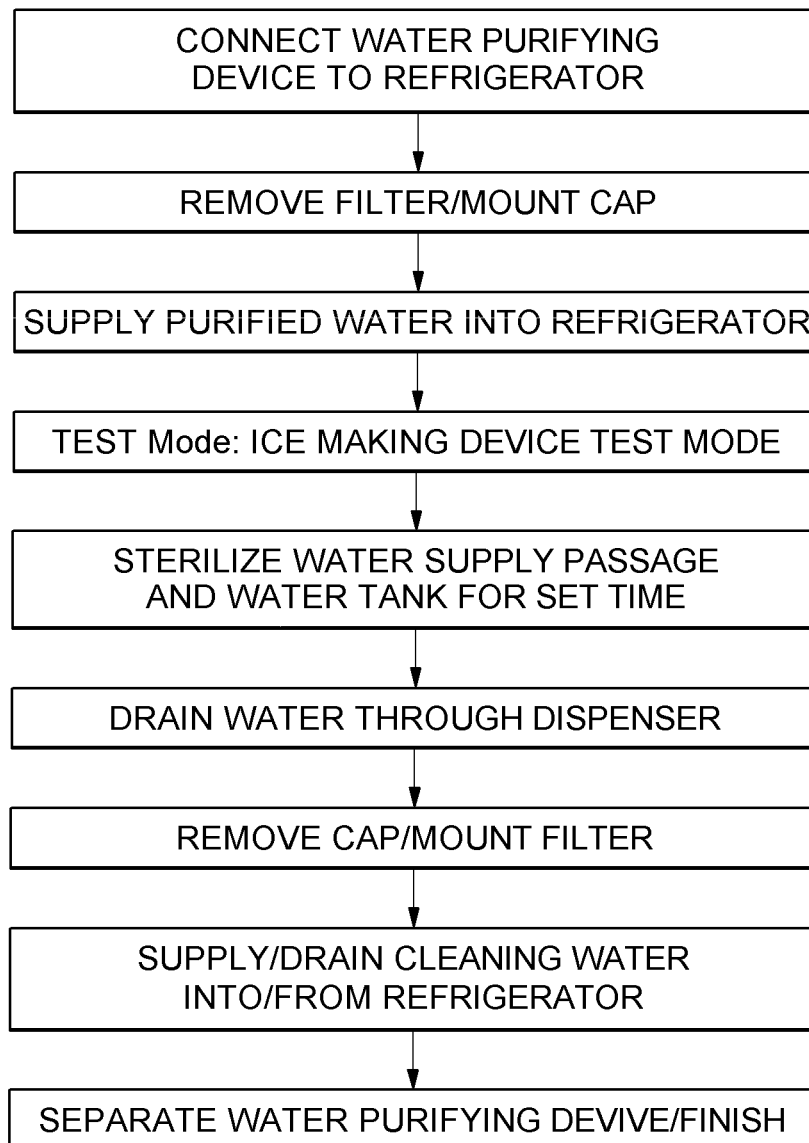 CONNECT WATER PURIFYING
DEVICE TO REFRIGERATOR
REMOVE FILTER/MOUNT CAP
SUPPLY PURIFIED WATER INTO REFRIGERATOR
TEST Mode: ICE MAKING DEVICE TEST MODE
STERILIZE WATER SUPPLY PASSAGE
AND WATER TANK FOR SET TIME
DRAIN WATER THROUGH DISPENSER
REMOVE CAP/MOUNT FILTER
SUPPLY/DRAIN CLEANING WATER
INTO/FROM REFRIGERATOR
SEPARATE WATER PURIFYING DEVIVE/FINISH